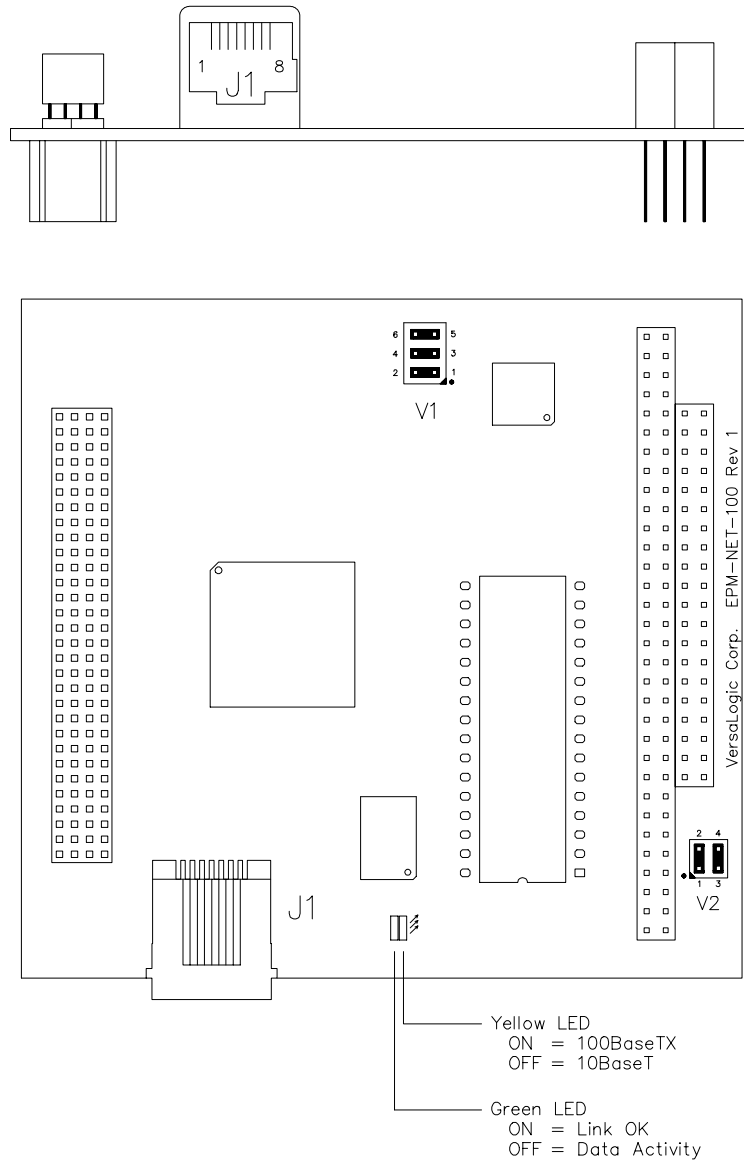 1 8
J1
6 5
4 3
2 1
V1
VersaLogic Corp. EPM-NET-100 Rev 1
2 4
1 3
V2
J1
Yellow LED
ON = 100BaseTX
OFF = 10BaseT
Green LED
ON = Link OK
OFF = Data Activity